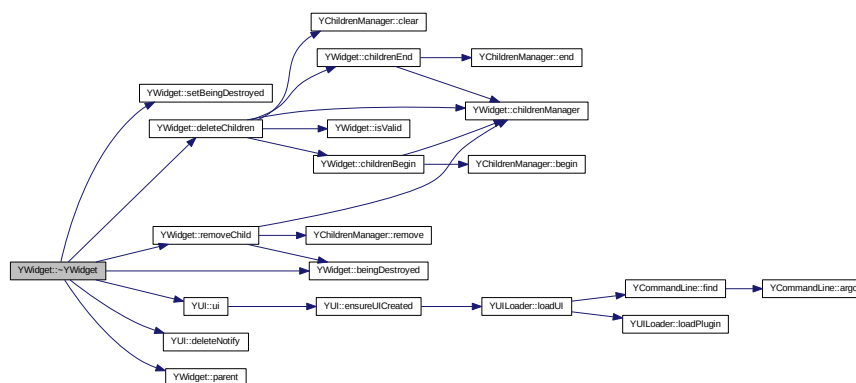 YChildrenManager::clear
YWidget::childrenEnd
YChildrenManager::end
YWidget::setBeingDestroyed
YWidget::childrenManager
YWidget::deleteChildren
YWidget::isValid
YWidget::childrenBegin
YChildrenManager::begin
YWidget::removeChild
YChildrenManager::remove
YWidget::~YWidget
YWidget::beingDestroyed
YUI::ui
YUI::ensureUICreated
YUILoader::loadUI
YCommandLine::find
YCommandLine::argc
YUILoader::loadPlugin
YUI::deleteNotify
YWidget::parent